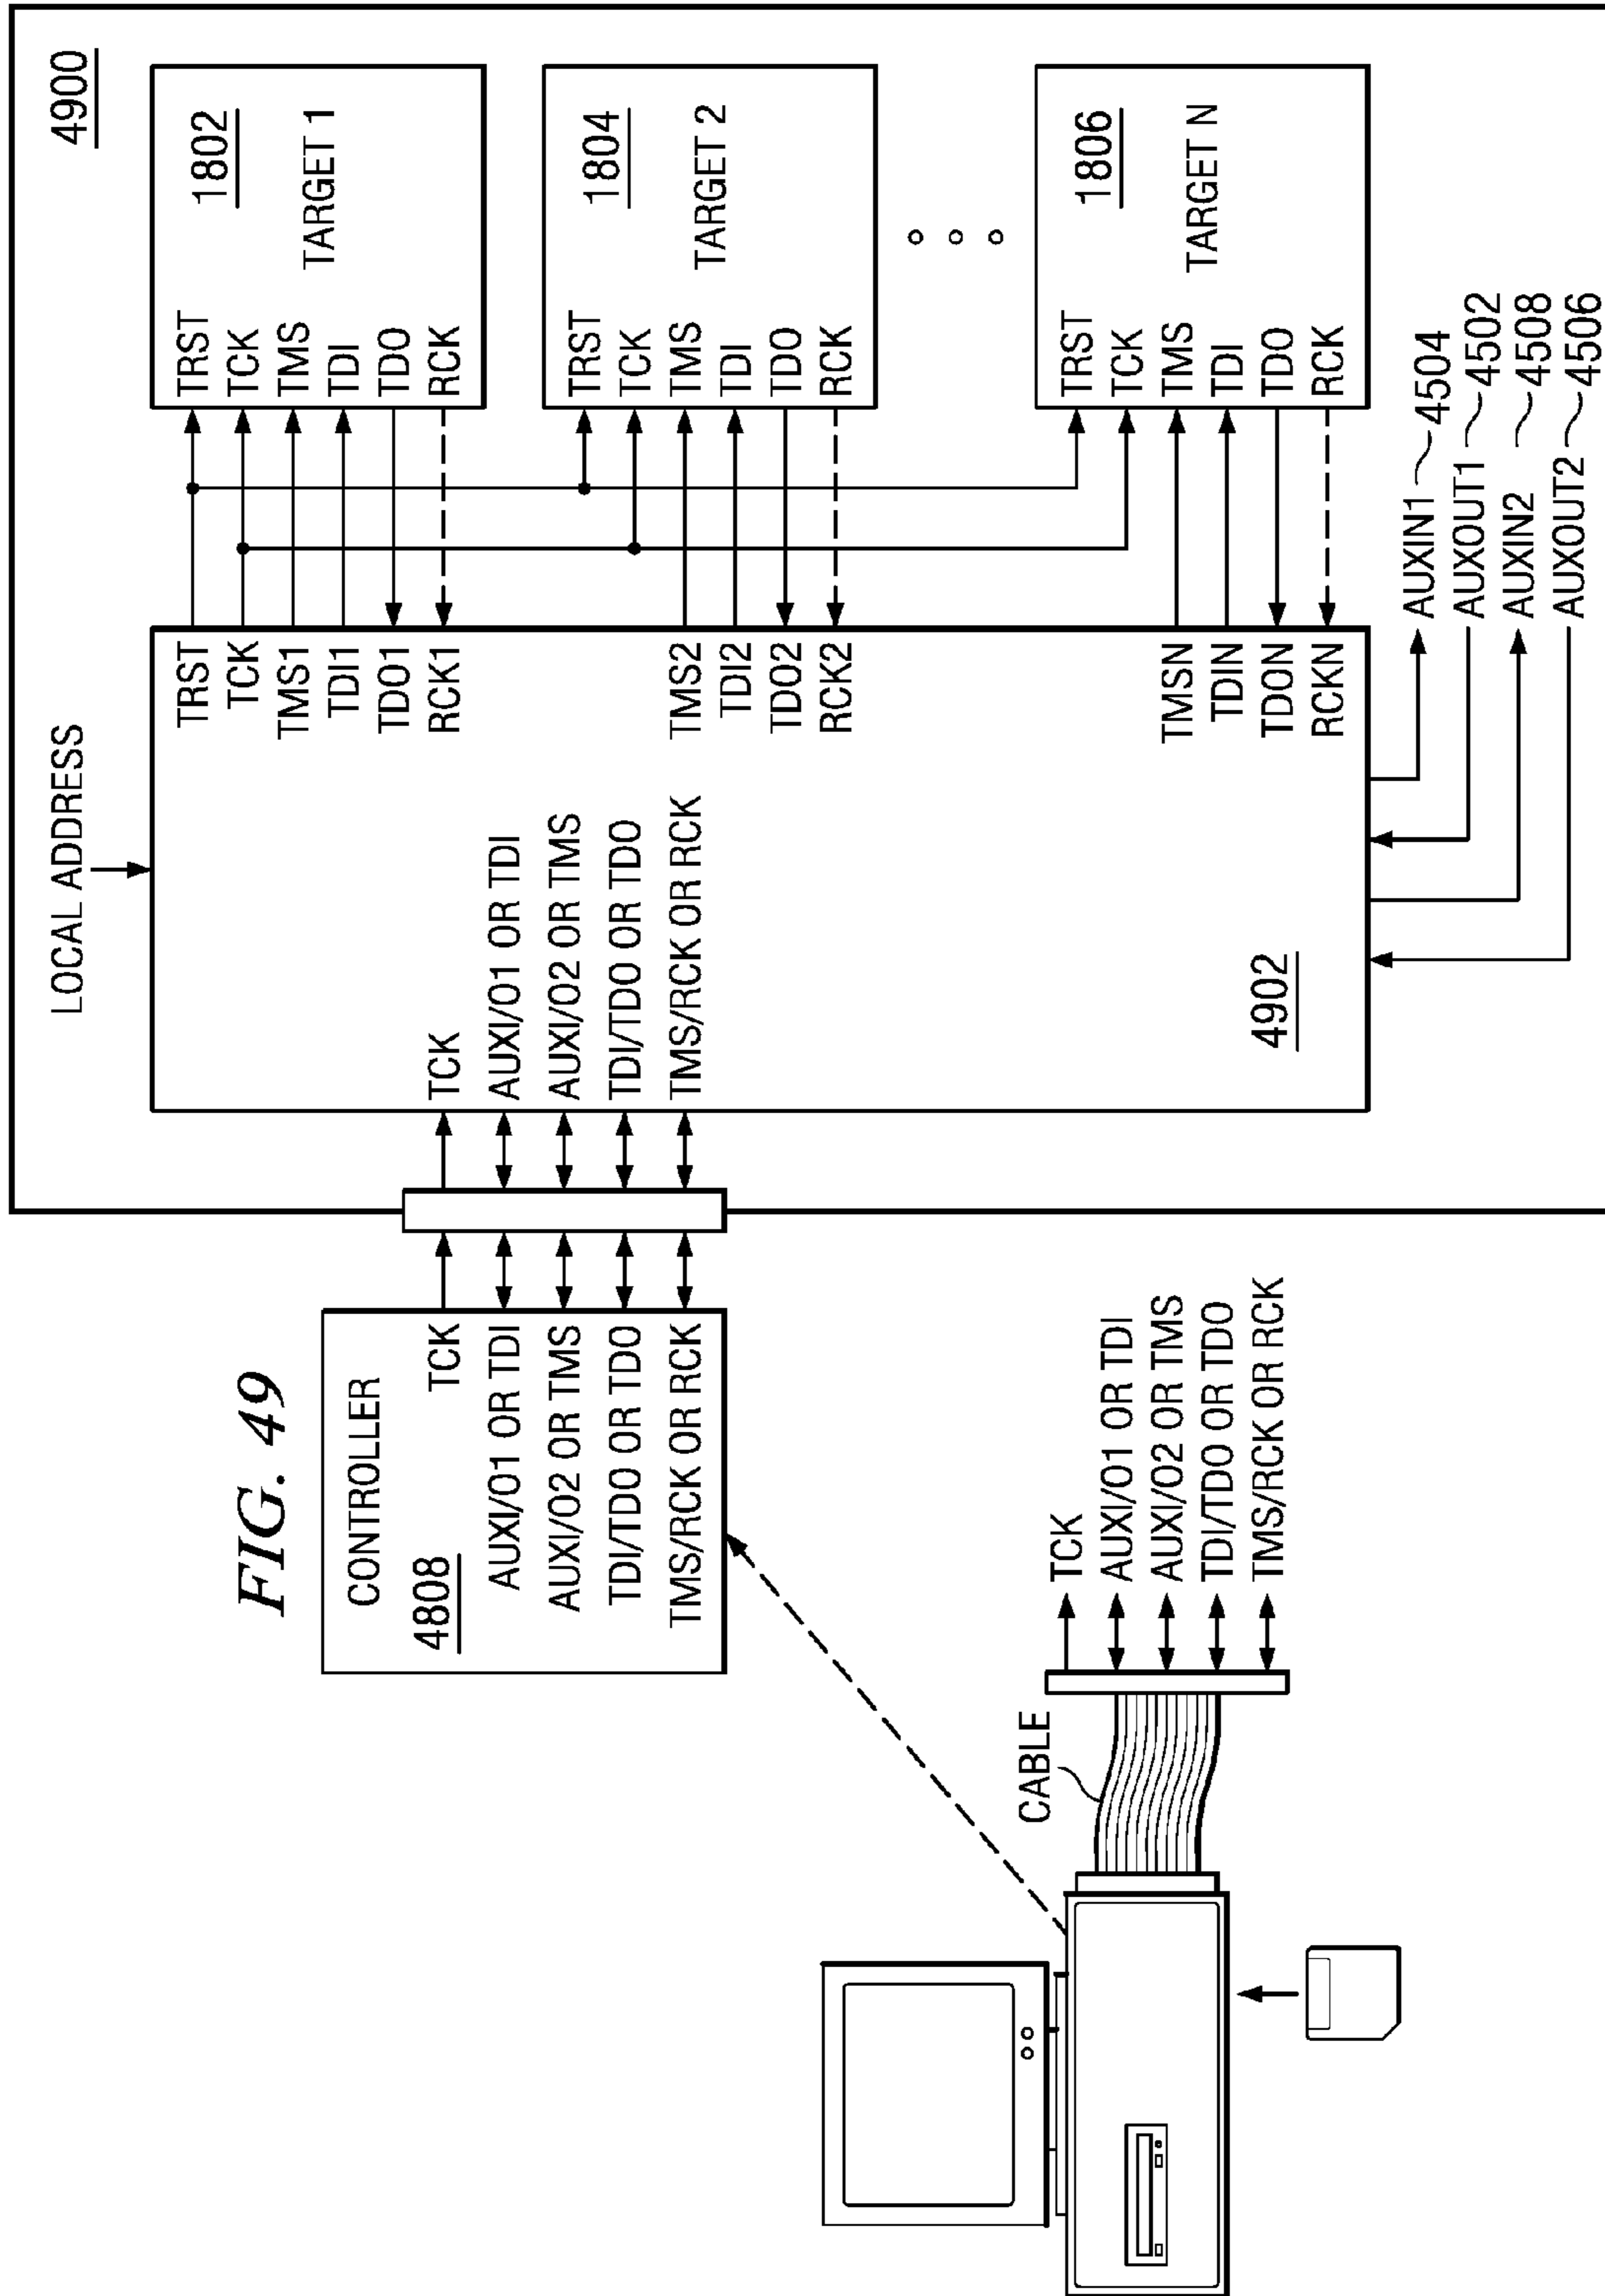 FIG. 49
4900
LOCAL ADDRESS
CONTROLLER
4808
TCK
AUXI/O1 OR TDI
AUXI/O2 OR TMS
TDI/TDO OR TDO
TMS/RCK OR RCK
TCK
AUXI/O1 OR TDI
AUXI/O2 OR TMS
TDI/TDO OR TDO
TMS/RCK OR RCK
4902
TRST
TCK
TMS1
TDI1
TDO1
RCK1
TMS2
TDI2
TDO2
RCK2
TMSN
TDIN
TDON
RCKN
TRST
TCK
TMS
TDI
TDO
RCK
1802
TARGET 1
TRST
TCK
TMS
TDI
TDO
RCK
1804
TARGET 2
TRST
TCK
TMS
TDI
TDO
RCK
1806
TARGET N
AUXIN1 4504
AUXOUT1 4502
AUXIN2 4508
AUXOUT2 4506
CABLE
TCK
AUXI/O1 OR TDI
AUXI/O2 OR TMS
TDI/TDO OR TDO
TMS/RCK OR RCK